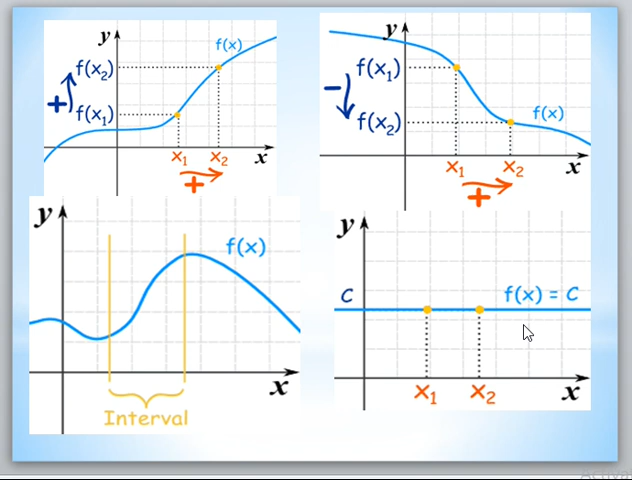 y
f(x)
f(x₂)
+
f(x₁)
x₁ x₂ x
+
y
f(x₁)
−
f(x)
f(x₂)
x₁ x₂ x
+
y
f(x)
x
Interval
y
C
f(x) = C
x₁ x₂ x